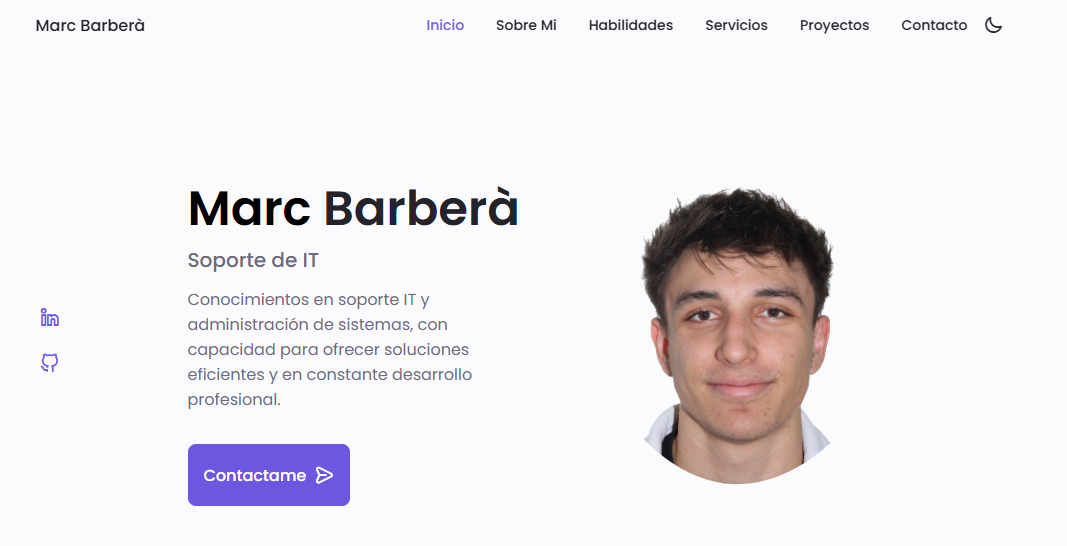 Marc Barberà
Inicio Sobre Mi Habilidades Servicios Proyectos Contacto
Marc Barberà
Soporte de IT
Conocimientos en soporte IT y
administración de sistemas, con
capacidad para ofrecer soluciones
eficientes y en constante desarrollo
profesional.
Contactame